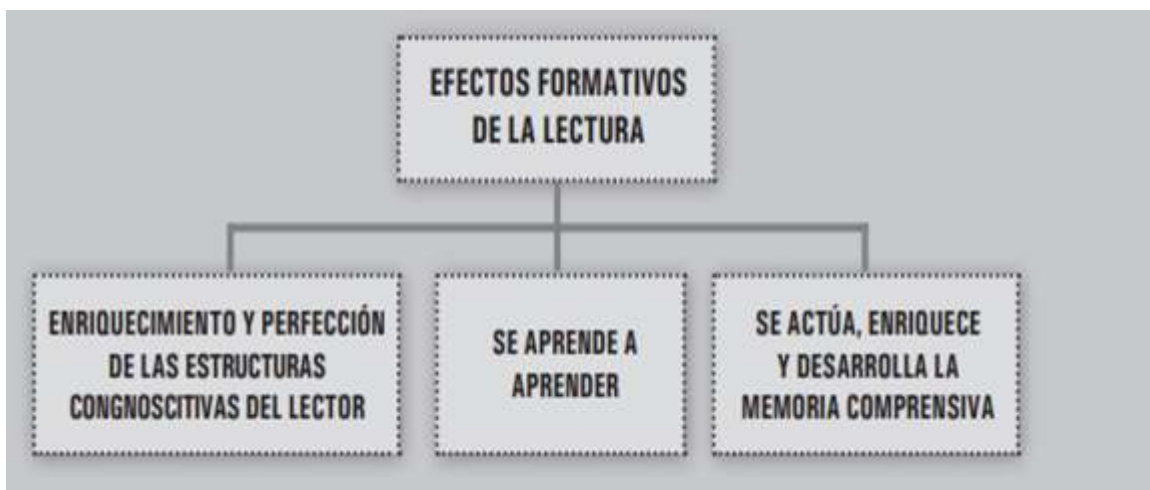 EFECTOS FORMATIVOS
DE LA LECTURA
ENRIQUECIMIENTO Y PERFECCIÓN
DE LAS ESTRUCTURAS
CONGNOSCITIVAS DEL LECTOR
SE APRENDE A
APRENDER
SE ACTÚA, ENRIQUECE
Y DESARROLLA LA
MEMORIA COMPRENSIVA